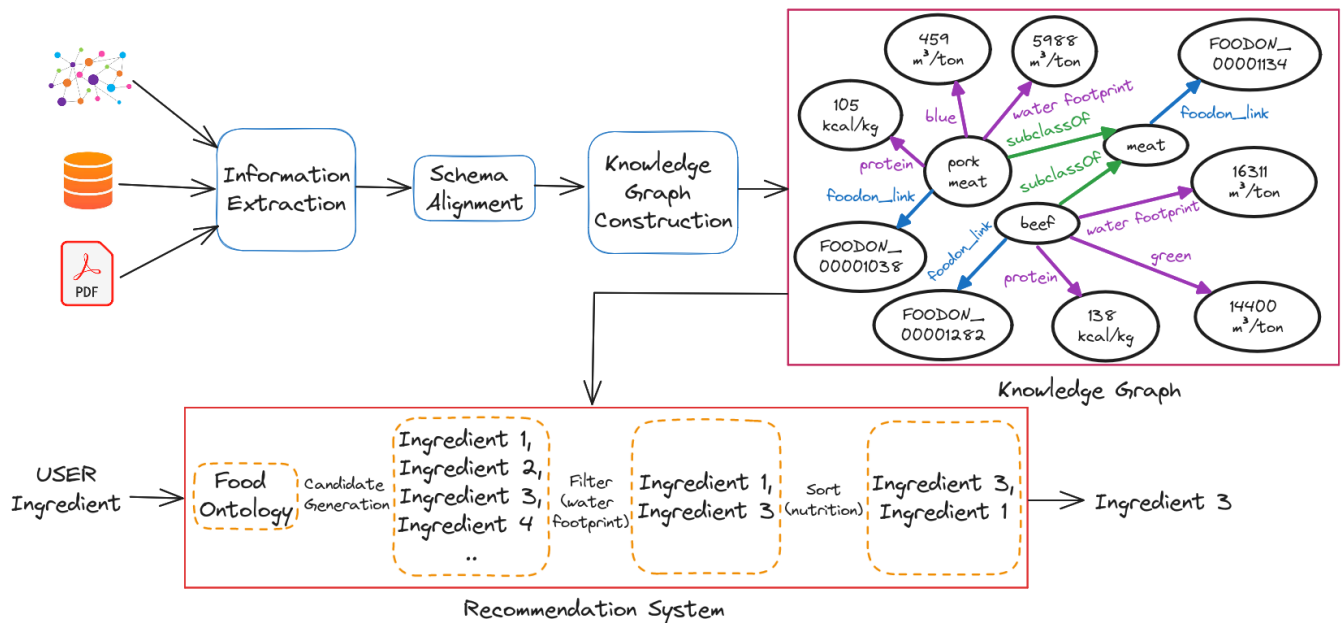 PDF
Information
Extraction
Schema
Alignment
Knowledge
Graph
Construction
459
m³/ton
5988
m³/ton
FOODON_
00001134
105
kcal/kg
blue
water footprint
subclassOf
foodon_link
protein
pork
meat
meat
subclassOf
16311
m³/ton
foodon_link
beef
water footprint
FOODON_
00001038
foodon_link
protein
green
FOODON_
00001282
138
kcal/kg
14400
m³/ton
Knowledge Graph
USER
Ingredient
Food
Ontology
Candidate
Generation
Ingredient 1,
Ingredient 2,
Ingredient 3,
Ingredient 4
..
Filter
(water
footprint)
Ingredient 1,
Ingredient 3
Sort
(nutrition)
Ingredient 3,
Ingredient 1
Ingredient 3
Recommendation System